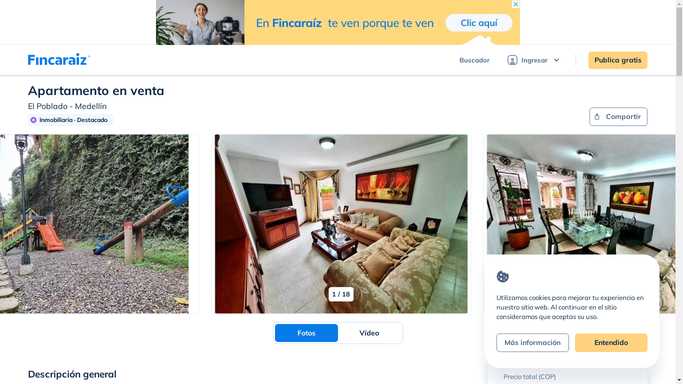 En Fincaraíz te ven porque te ven
Clic aquí
Fincaraíz
Buscador
Ingresar
Publica gratis
Apartamento en venta
El Poblado - Medellín
Inmobiliaria · Destacado
Compartir
1 / 18
Fotos
Vídeo
Utilizamos cookies para mejorar tu experiencia en
nuestro sitio web. Al continuar en el sitio
consideramos que aceptas su uso.
Más información
Entendido
Descripción general
Precio total (COP)